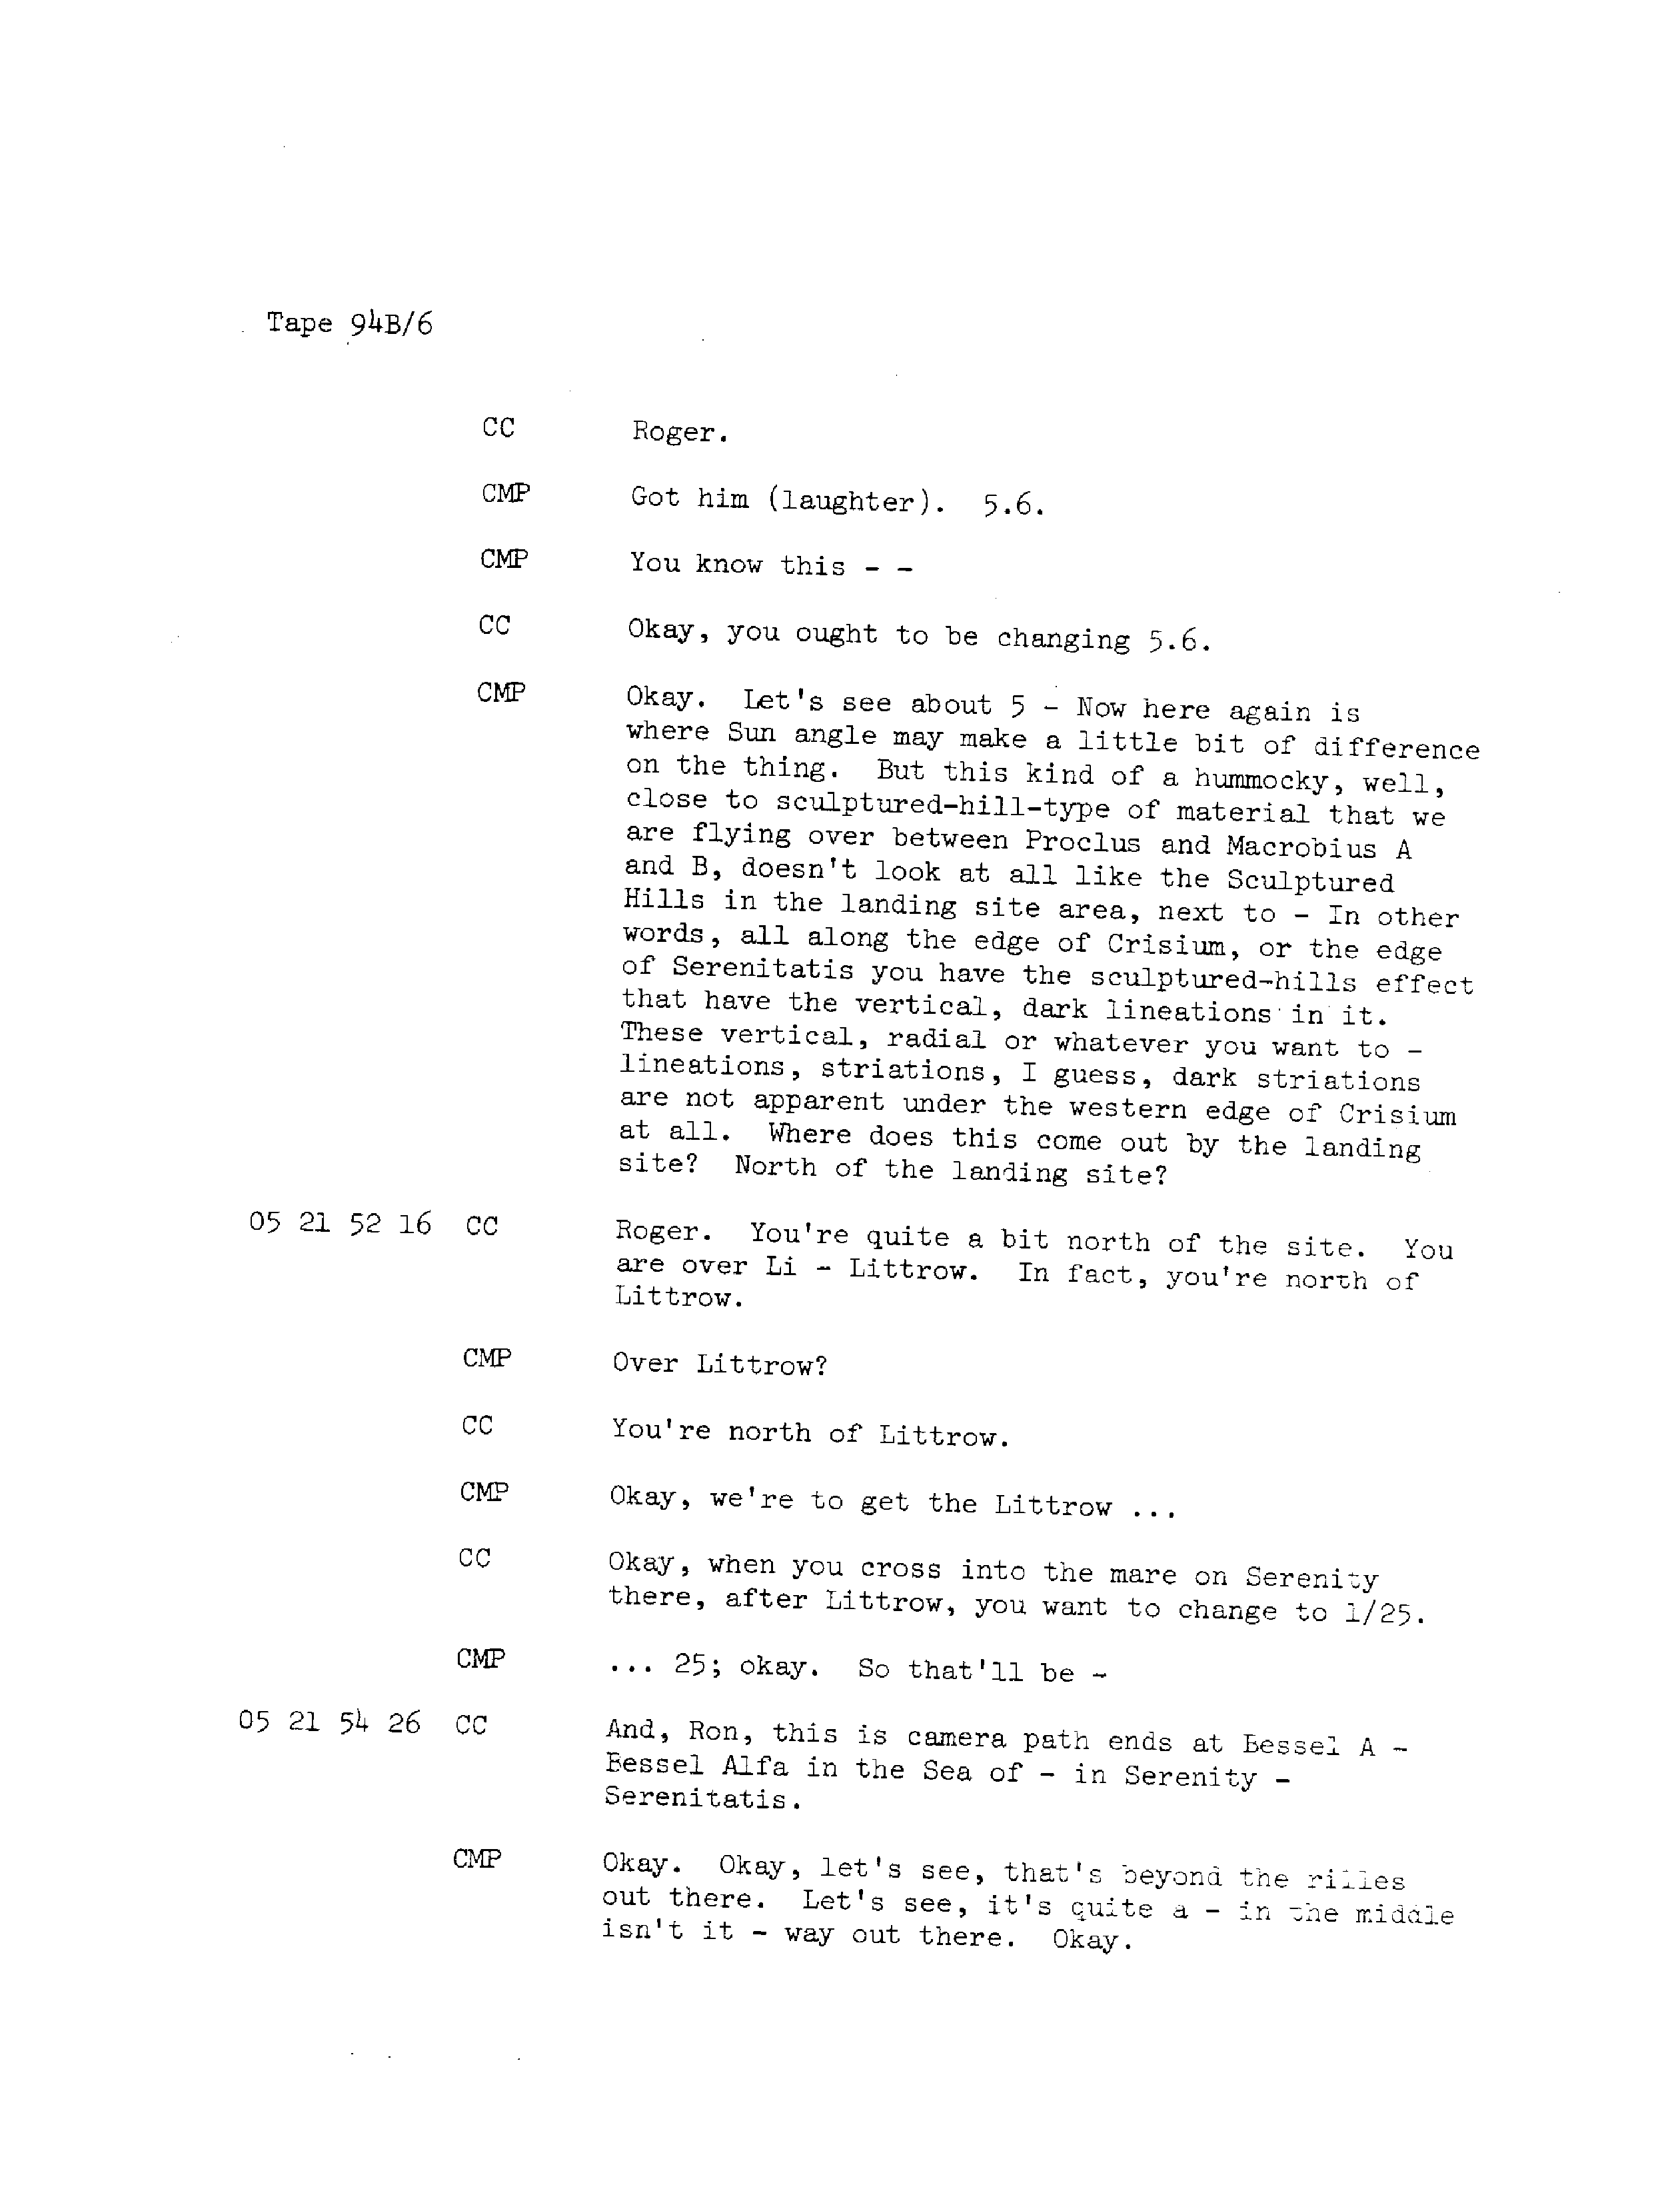 Tape 94B/6
CC Roger.
CMP Got him (laughter). 5.6.
CMP You know this - -
CC Okay, you ought to be changing 5.6.
CMP Okay. Let's see about 5 - Now here again is
where Sun angle may make a little bit of difference
on the thing. But this kind of a hummocky, well,
close to sculptured-hill-type of material that we
are flying over between Proclus and Macrobius A
and B, doesn't look at all like the Sculptured
Hills in the landing site area, next to - In other
words, all along the edge of Crisium, or the edge
of Serenitatis you have the sculptured-hills effect
that have the vertical, dark lineations in it.
These vertical, radial or whatever you want to -
lineations, striations, I guess, dark striations
are not apparent under the western edge of Crisium
at all. Where does this come out by the landing
site? North of the landing site?
05 21 52 16 CC Roger. You're quite a bit north of the site. You
are over Li - Littrow. In fact, you're north of
Littrow.
CMP Over Littrow?
CC You're north of Littrow.
CMP Okay, we're to get the Littrow ...
CC Okay, when you cross into the mare on Serenity
there, after Littrow, you want to change to 1/25.
CMP ... 25; okay. So that'll be -
05 21 54 26 CC And, Ron, this is camera path ends at Bessel A -
Bessel Alfa in the Sea of - in Serenity -
Serenitatis.
CMP Okay. Okay, let's see, that's beyond the rilles
out there. Let's see, it's quite a - in the middle
isn't it - way out there. Okay.